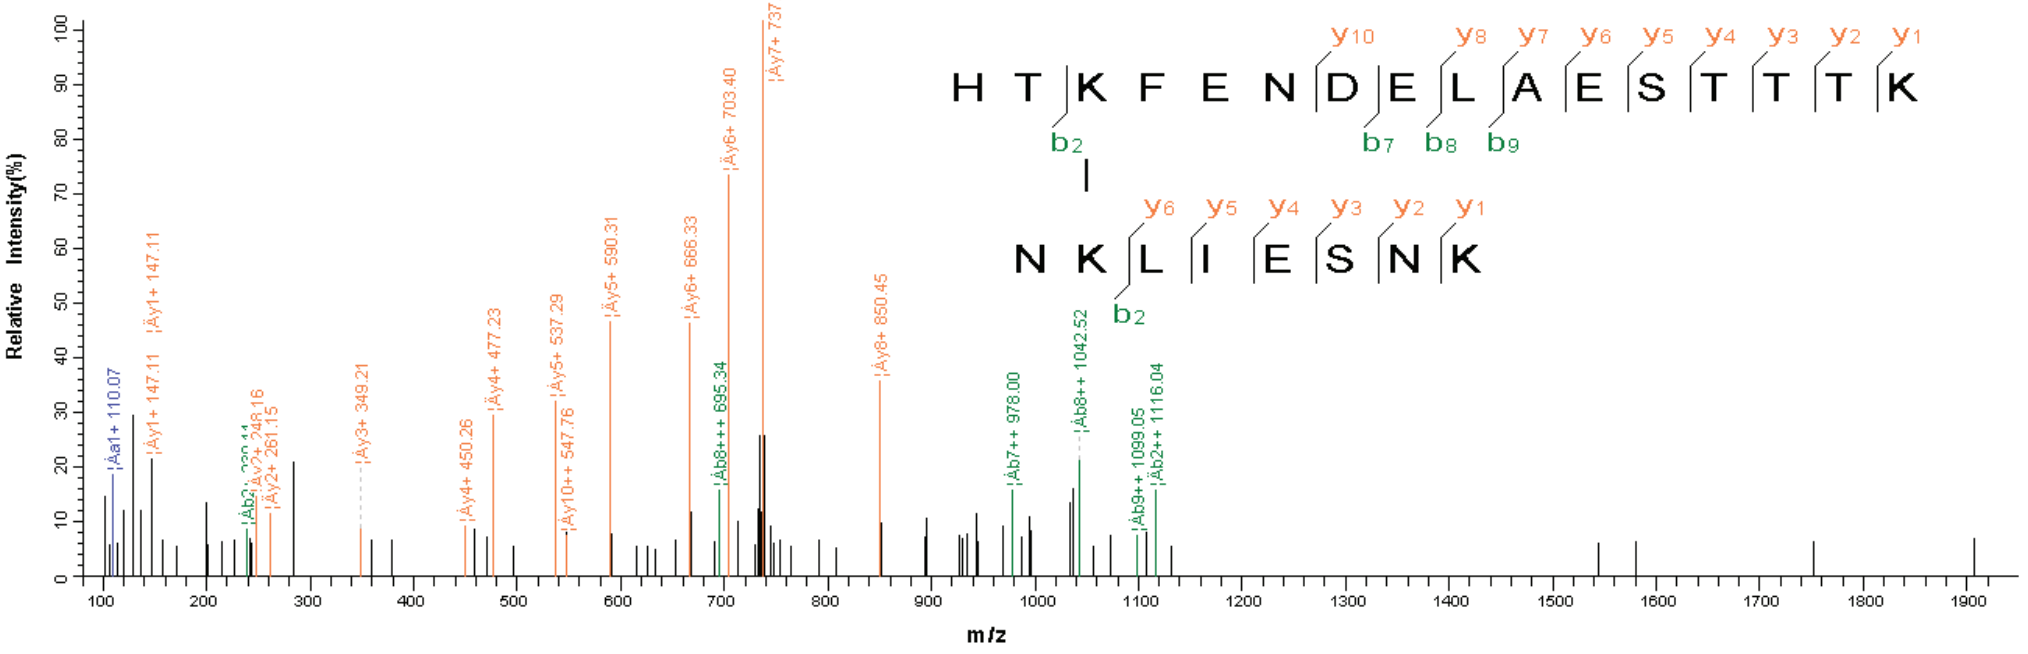 y10 y8 y7 y6 y5 y4 y3 y2 y1
H T K F E N D E L A E S T T T K
b2 b7 b8 b9
y6 y5 y4 y3 y2 y1
N K L I E S N K
b2
Relative Intensity(%)
0 10 20 30 40 50 60 70 80 90 100
¦Äa1+ 110.07
¦Äy1+ 147.11 ¦Äy1+ 147.11
¦Äy2+ 248.16
¦Äy2+ 261.15
¦Äy3+ 349.21
¦Äy4+ 450.26
¦Äy4+ 477.23
¦Äy5+ 537.29
¦Äy10++ 547.76
¦Äy5+ 590.31
¦Äy6+ 666.33
¦Äb8+++ 695.34
¦Äy6+ 703.40
¦Äy7+ 737
¦Äy8+ 850.45
¦Äb7++ 978.00
¦Äb8++ 1042.52
¦Äb9++ 1099.05
¦Äb2++ 1116.04
100 200 300 400 500 600 700 800 900 1000 1100 1200 1300 1400 1500 1600 1700 1800 1900
m/z